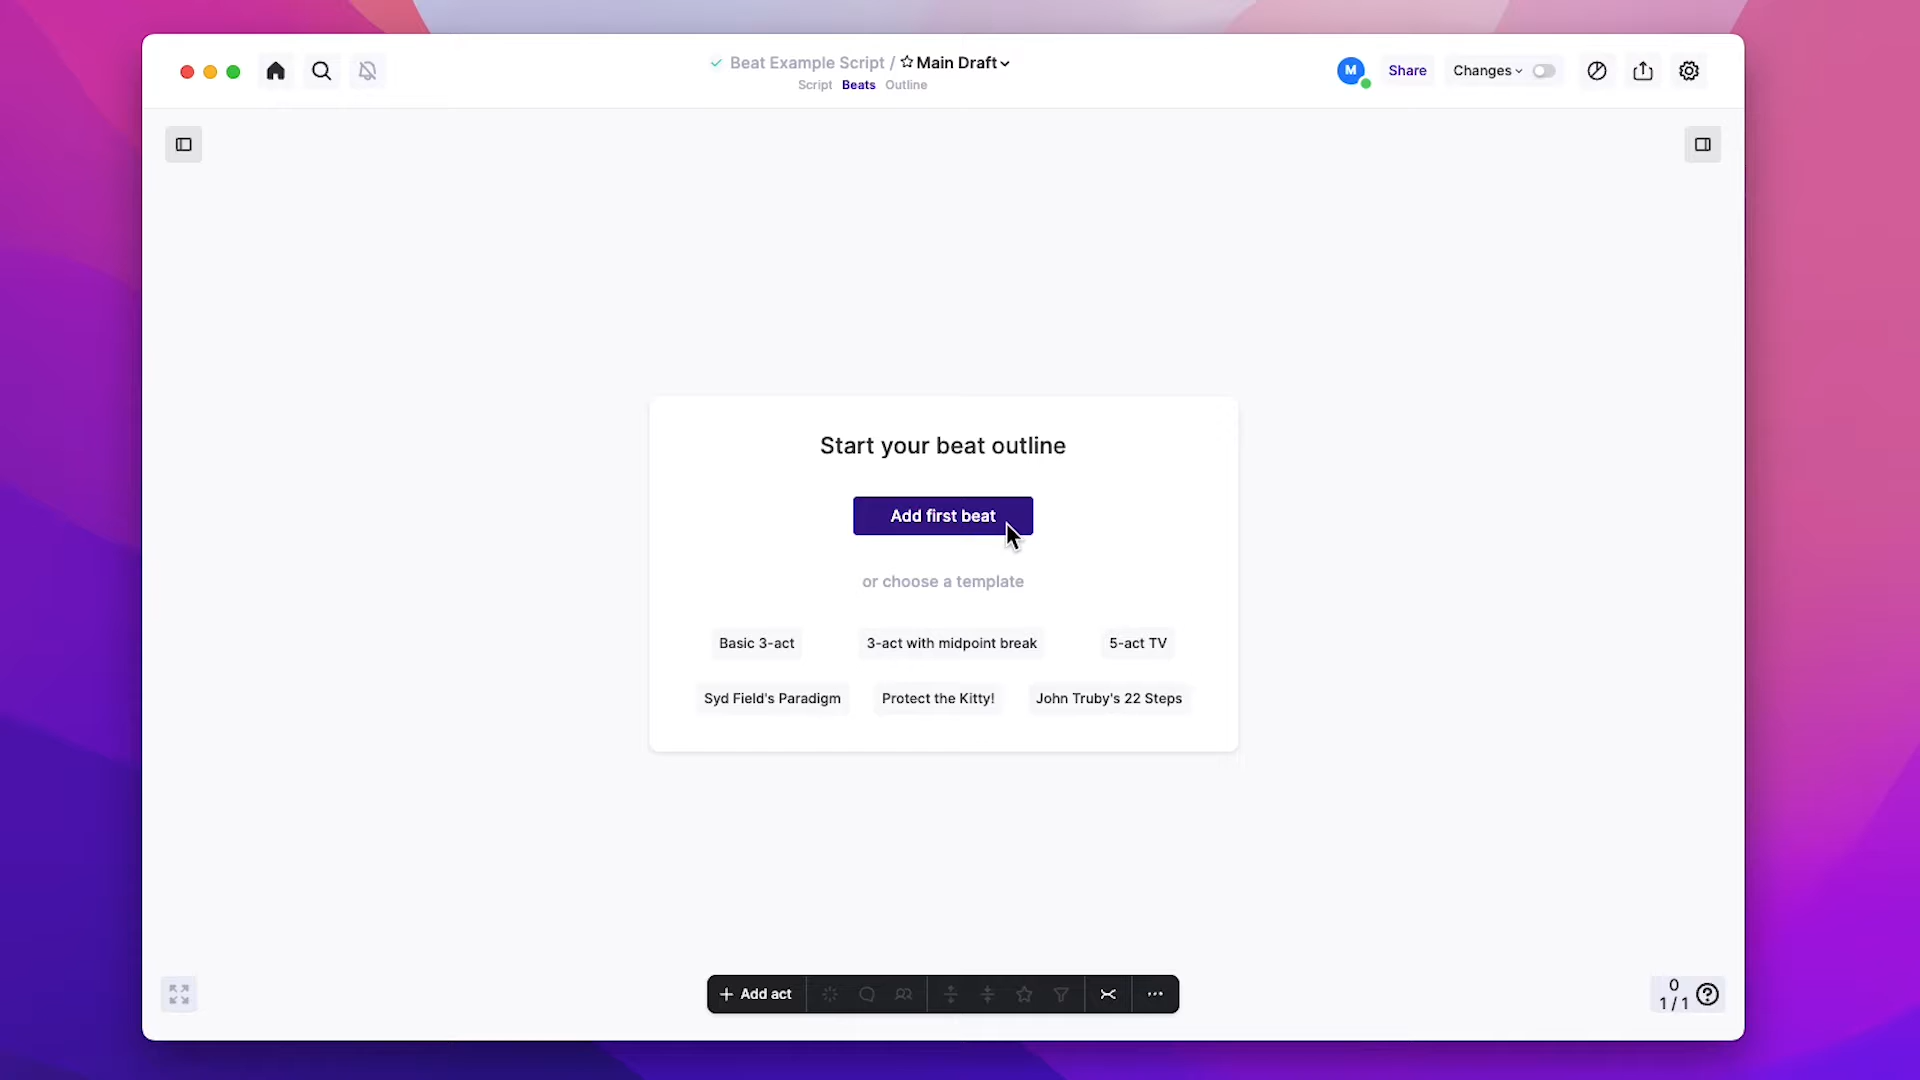 Beat Example Script / Main Draft
Script Beats Outline
M
Share
Changes
Start your beat outline
Add first beat
or choose a template
Basic 3-act
3-act with midpoint break
5-act TV
Syd Field's Paradigm
Protect the Kitty!
John Truby's 22 Steps
+ Add act
0
1/1